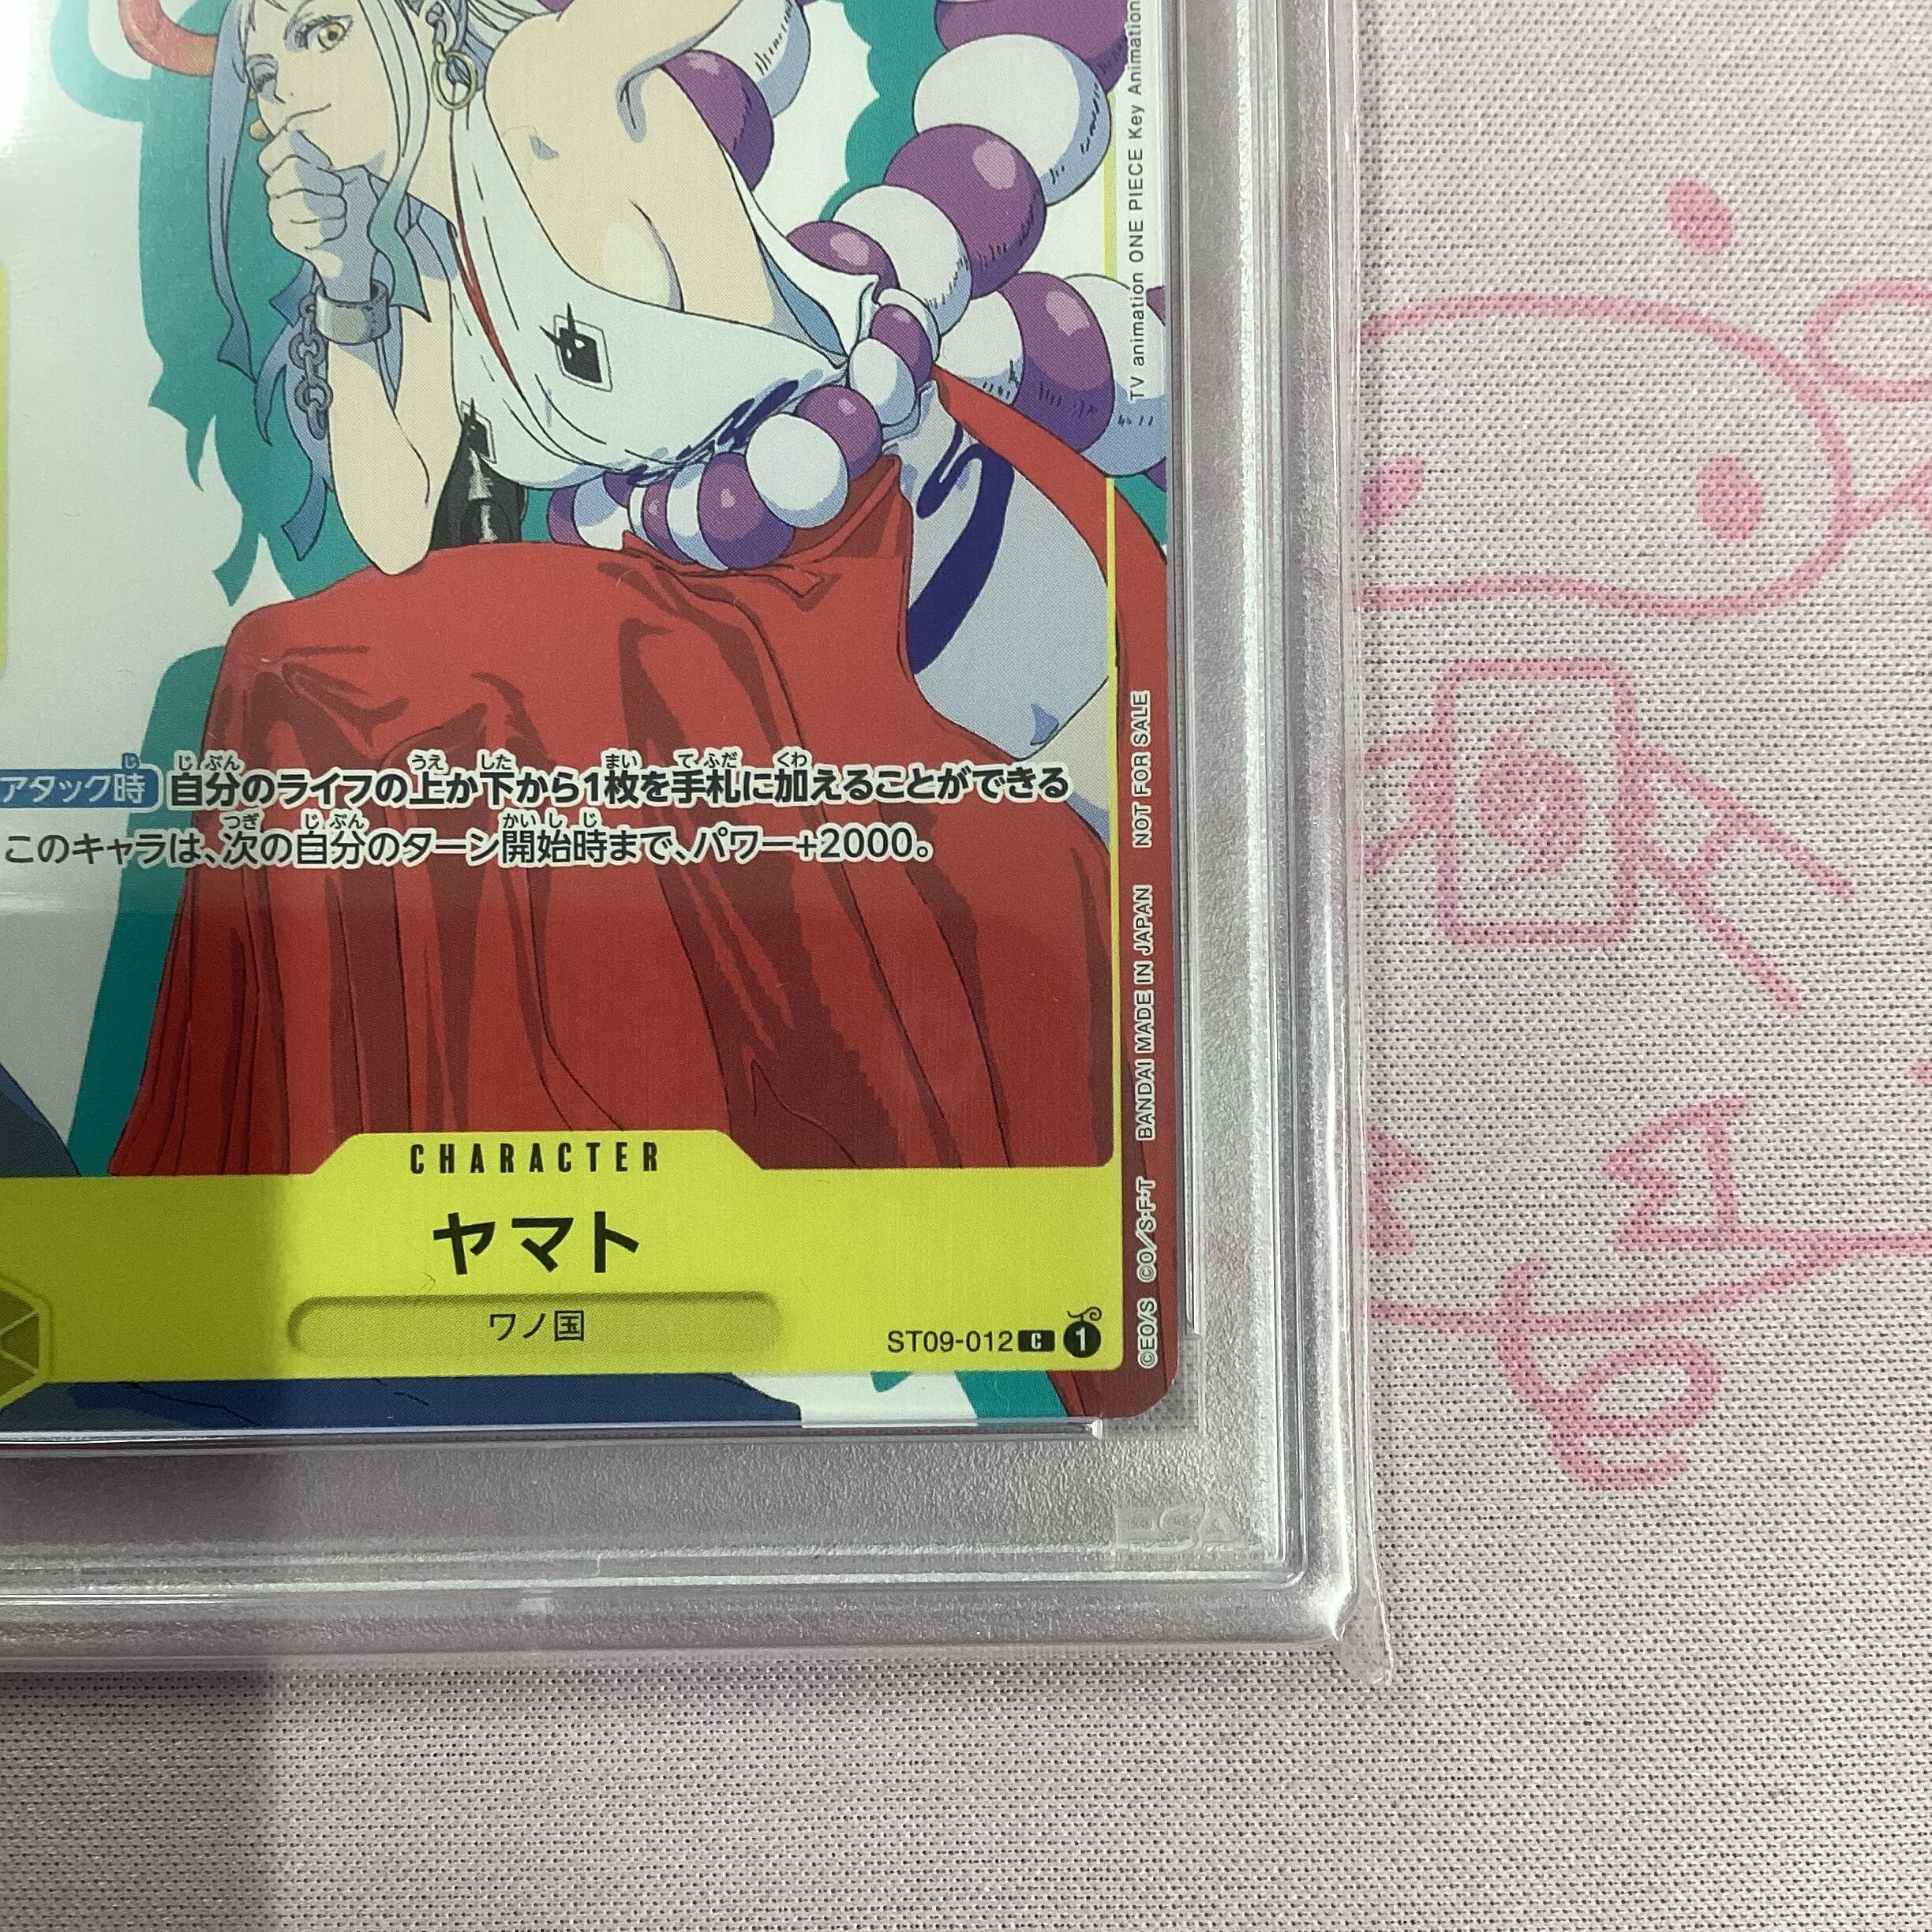 TV animation ONE PIECE Key Animation
アタック時 自分のライフの上か下から1枚を手札に加えることができる
このキャラは、次の自分のターン開始時まで、パワー+2000。
NOT FOR SALE
BANDAI MADE IN JAPAN
©EO/S ©O/S·F·T
CHARACTER
ヤマト
ワノ国
ST09-012 C 1
PSA